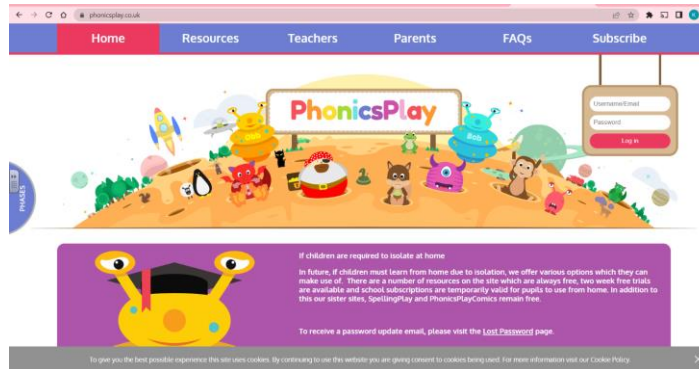 phonicsplay.co.uk
Home Resources Teachers Parents FAQs Subscribe
PhonicsPlay
Username/Email
Password
Log in
Bob
PHASES
If children are required to isolate at home
In future, if children must learn from home due to isolation, we offer various options which they can
make use of. There are a number of resources on the site which are always free, two week free trials
are available and school subscriptions are temporarily valid for pupils to use from home. In addition to
this our sister sites, SpellingPlay and PhonicsPlayComics remain free.
To receive a password update email, please visit the Lost Password page.
To give you the best possible experience this site uses cookies. By continuing to use this website you are giving consent to cookies being used. For more information visit our Cookie Policy.